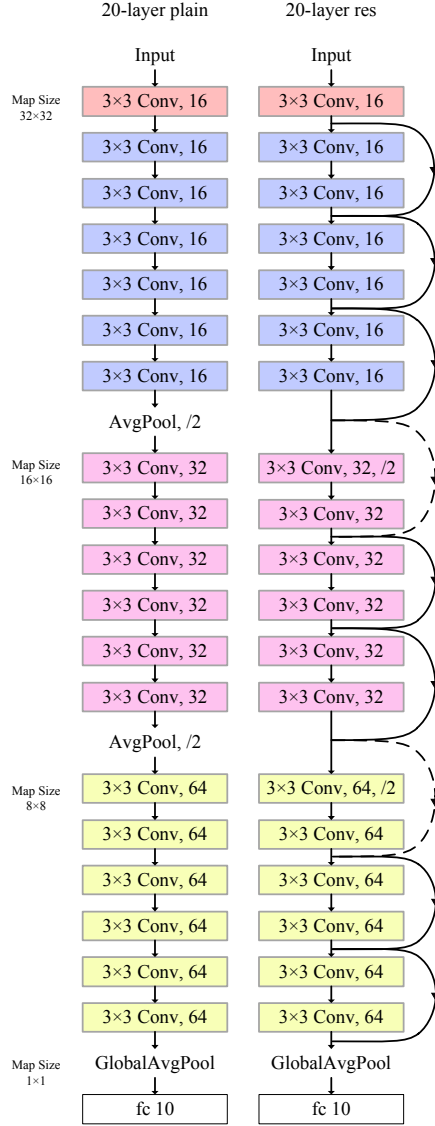 20-layer plain
20-layer res
Input
Input
Map Size
32×32
3×3 Conv, 16
3×3 Conv, 16
3×3 Conv, 16
3×3 Conv, 16
3×3 Conv, 16
3×3 Conv, 16
3×3 Conv, 16
3×3 Conv, 16
3×3 Conv, 16
3×3 Conv, 16
3×3 Conv, 16
3×3 Conv, 16
3×3 Conv, 16
3×3 Conv, 16
AvgPool, /2
Map Size
16×16
3×3 Conv, 32
3×3 Conv, 32, /2
3×3 Conv, 32
3×3 Conv, 32
3×3 Conv, 32
3×3 Conv, 32
3×3 Conv, 32
3×3 Conv, 32
3×3 Conv, 32
3×3 Conv, 32
3×3 Conv, 32
3×3 Conv, 32
AvgPool, /2
Map Size
8×8
3×3 Conv, 64
3×3 Conv, 64, /2
3×3 Conv, 64
3×3 Conv, 64
3×3 Conv, 64
3×3 Conv, 64
3×3 Conv, 64
3×3 Conv, 64
3×3 Conv, 64
3×3 Conv, 64
3×3 Conv, 64
3×3 Conv, 64
Map Size
1×1
GlobalAvgPool
GlobalAvgPool
fc 10
fc 10